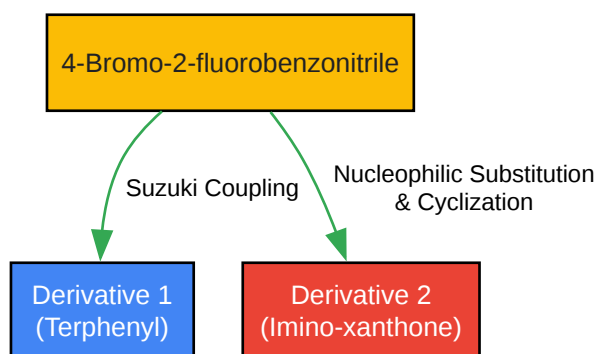 4-Bromo-2-fluorobenzonitrile
Suzuki Coupling
Nucleophilic Substitution
& Cyclization
Derivative 1
(Terphenyl)
Derivative 2
(Imino-xanthone)